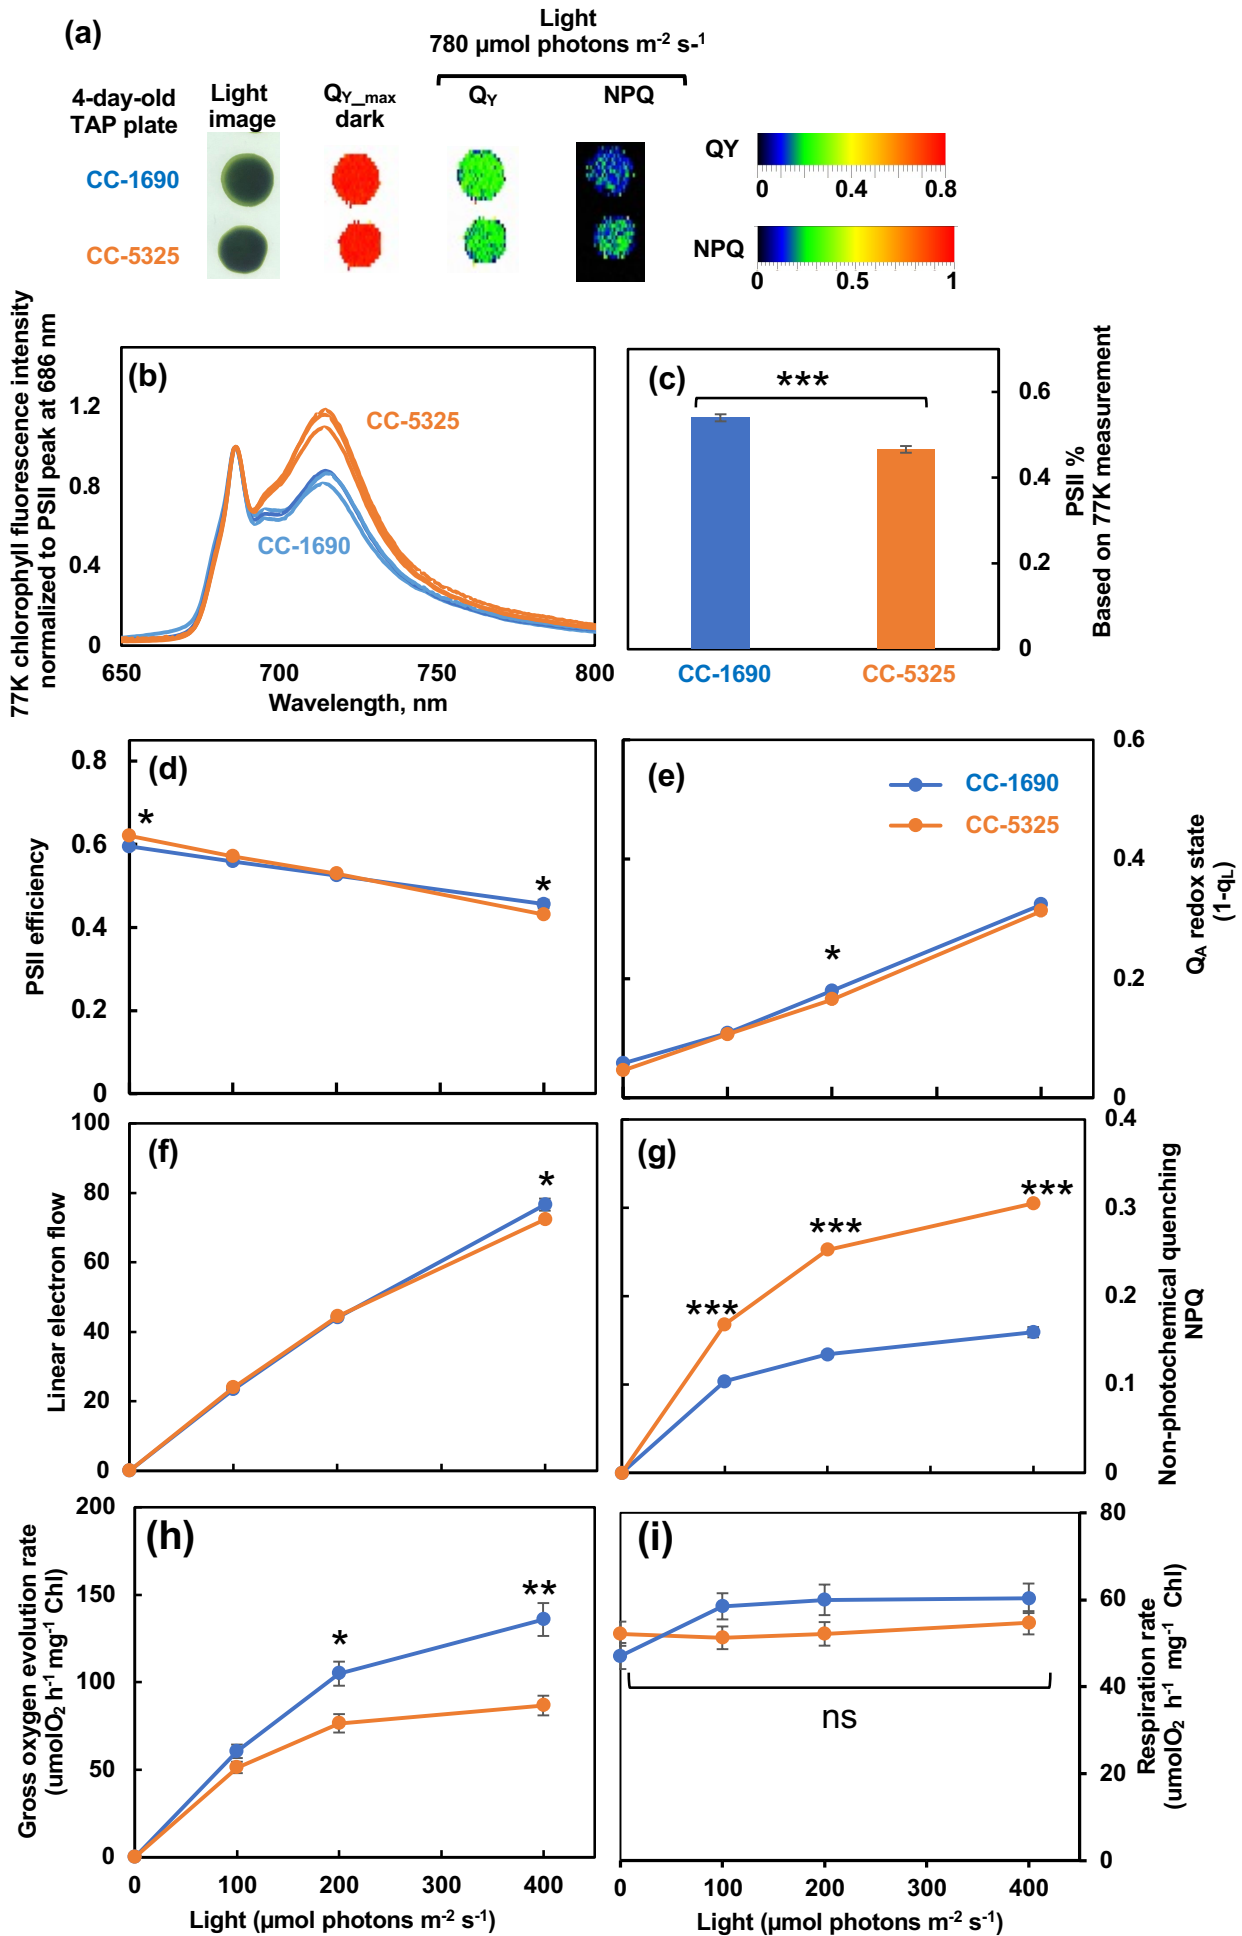 (a)
Light
780 µmol photons m-2 s-1
4-day-old
TAP plate
Light
image
QY_max
dark
QY
NPQ
CC-1690
CC-5325
QY
0 0.4 0.8
NPQ
0 0.5 1
77K chlorophyll fluorescence intensity
normalized to PSII peak at 686 nm
(b)
1.2
0.8
0.4
0
CC-5325
CC-1690
650 700 750 800
Wavelength, nm
(c)
***
0.6
0.4
0.2
0
PSII %
Based on 77K measurement
CC-1690 CC-5325
PSII efficiency
(d)
0.8
0.6
0.4
0.2
0
*
*
(e)
CC-1690
CC-5325
*
0.6
0.4
0.2
0
QA redox state
(1-qL)
Linear electron flow
(f)
100
80
60
40
20
0
*
(g)
***
***
***
0.4
0.3
0.2
0.1
0
Non-photochemical quenching
NPQ
Gross oxygen evolution rate
(umolO2 h-1 mg-1 Chl)
(h)
200
150
100
50
0
*
**
0 100 200 300 400
Light (µmol photons m-2 s-1)
(i)
ns
80
60
40
20
0
Respiration rate
(umolO2 h-1 mg-1 Chl)
0 100 200 300 400
Light (µmol photons m-2 s-1)